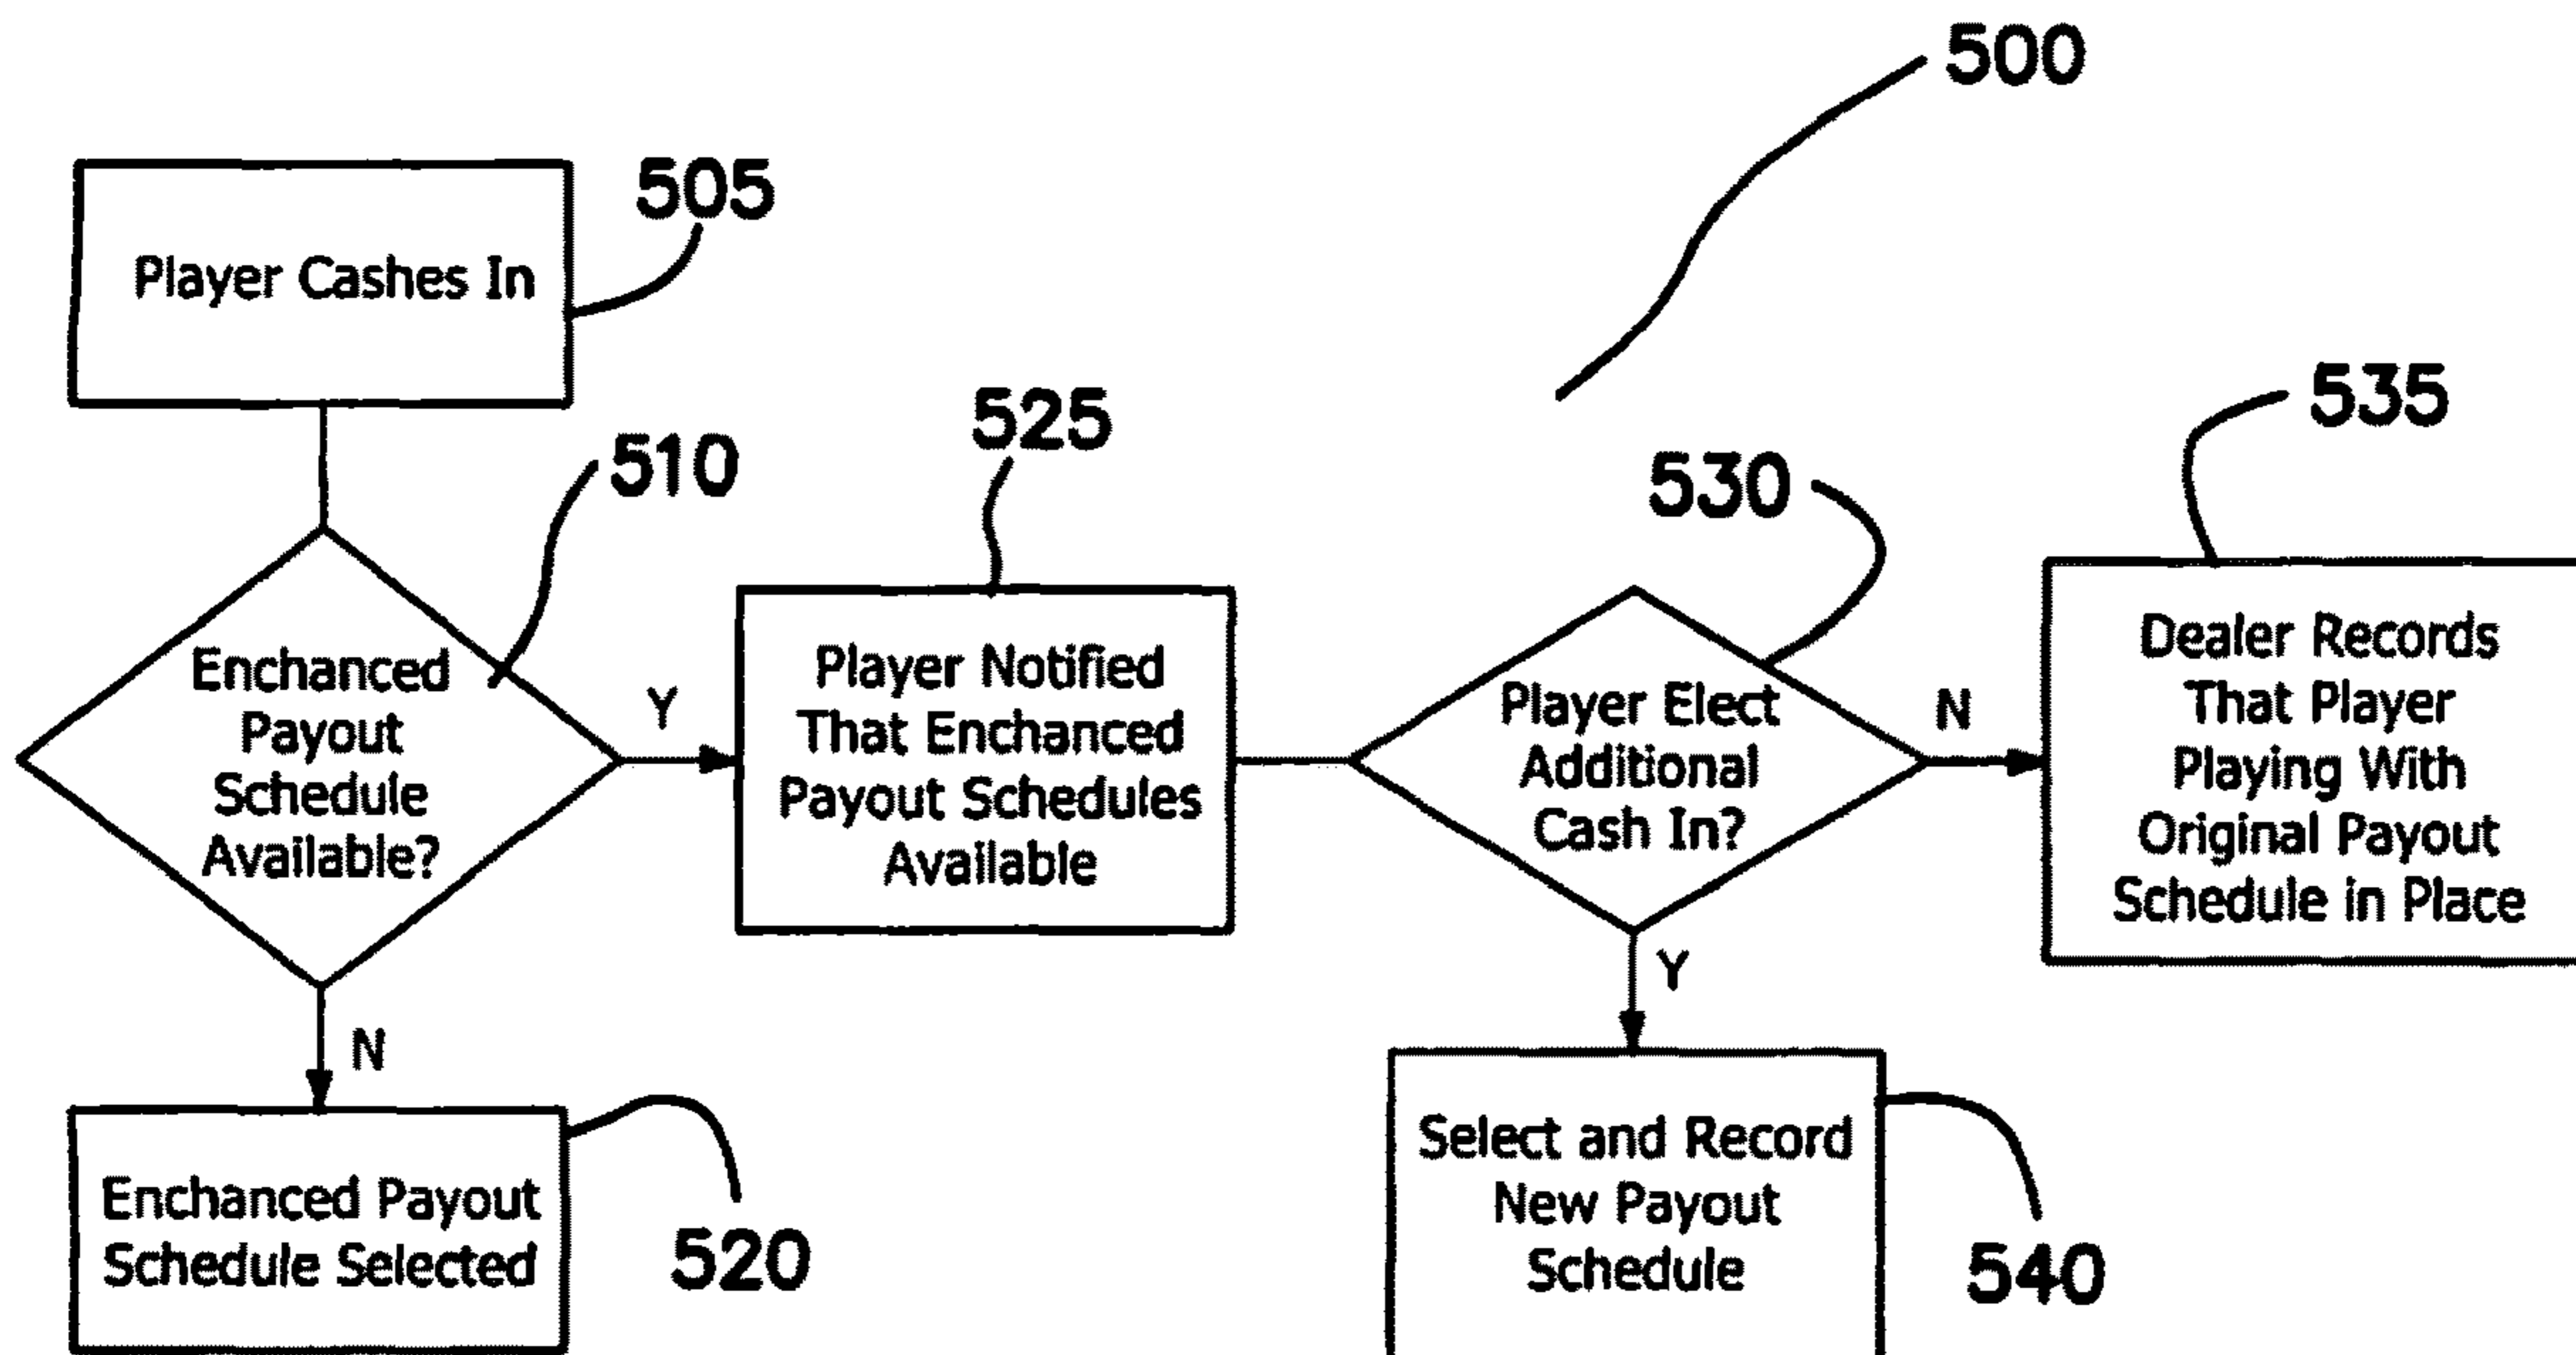 500
505
Player Cashes In
510
Enchanced
Payout
Schedule
Available?
Y
N
520
Enchanced Payout
Schedule Selected
525
Player Notified
That Enchanced
Payout Schedules
Available
530
Player Elect
Additional
Cash In?
N
Y
535
Dealer Records
That Player
Playing With
Original Payout
Schedule in Place
Select and Record
New Payout
Schedule
540